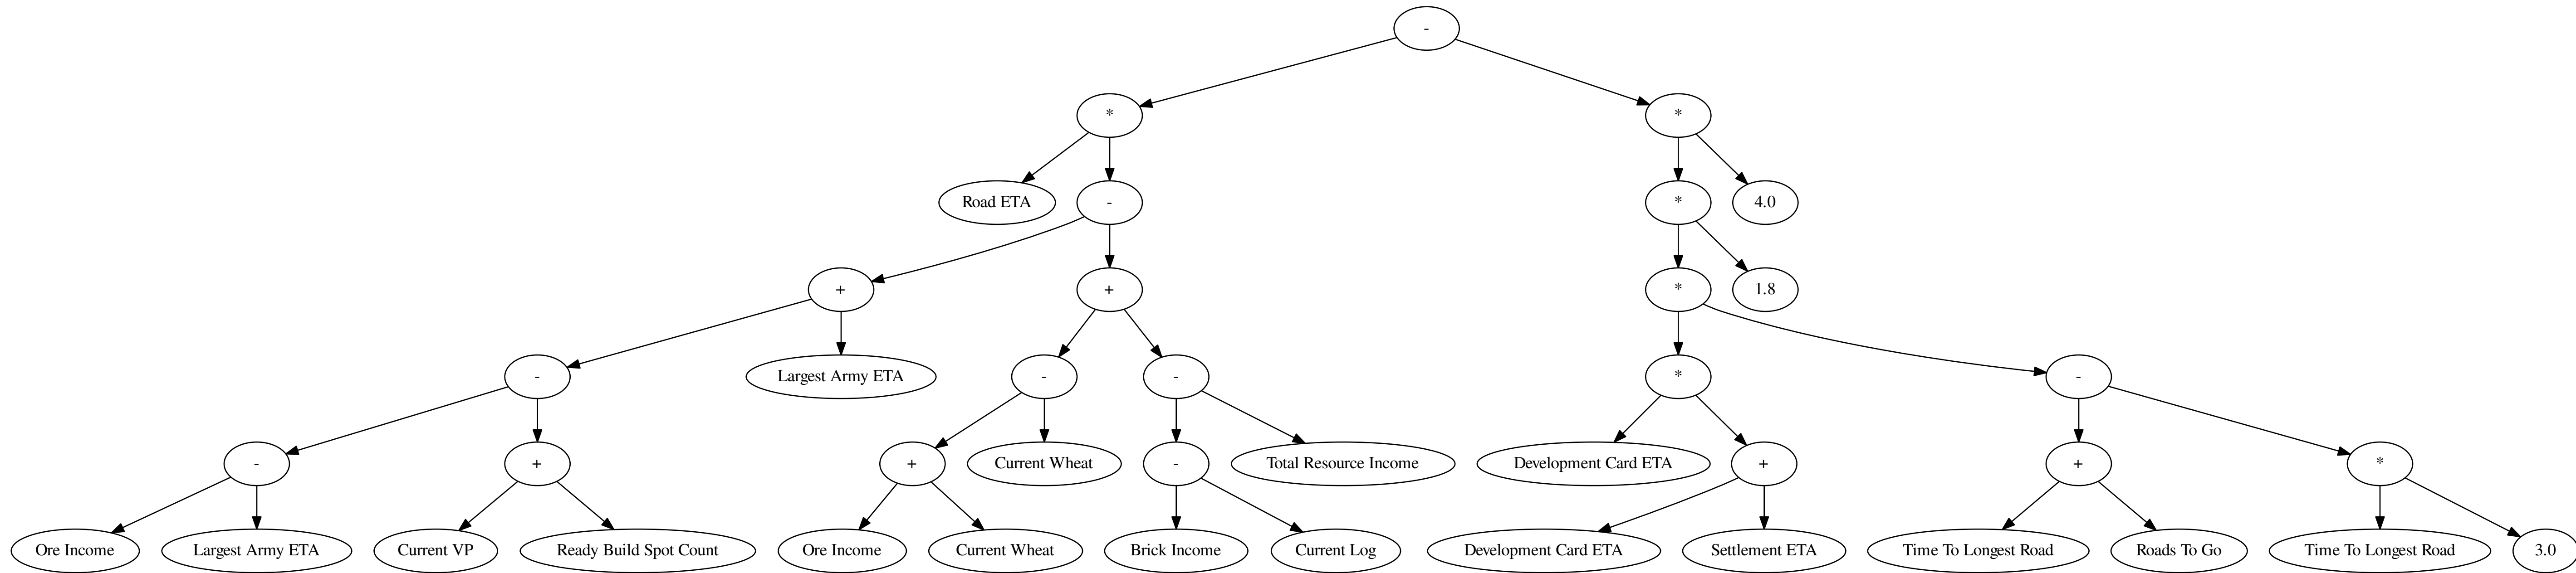 -
* *
Road ETA - * 4.0
+ + * 1.8
- Largest Army ETA - - * -
- + + Current Wheat - Total Resource Income Development Card ETA + + *
Ore Income Largest Army ETA Current VP Ready Build Spot Count Ore Income Current Wheat Brick Income Current Log Development Card ETA Settlement ETA Time To Longest Road Roads To Go Time To Longest Road 3.0